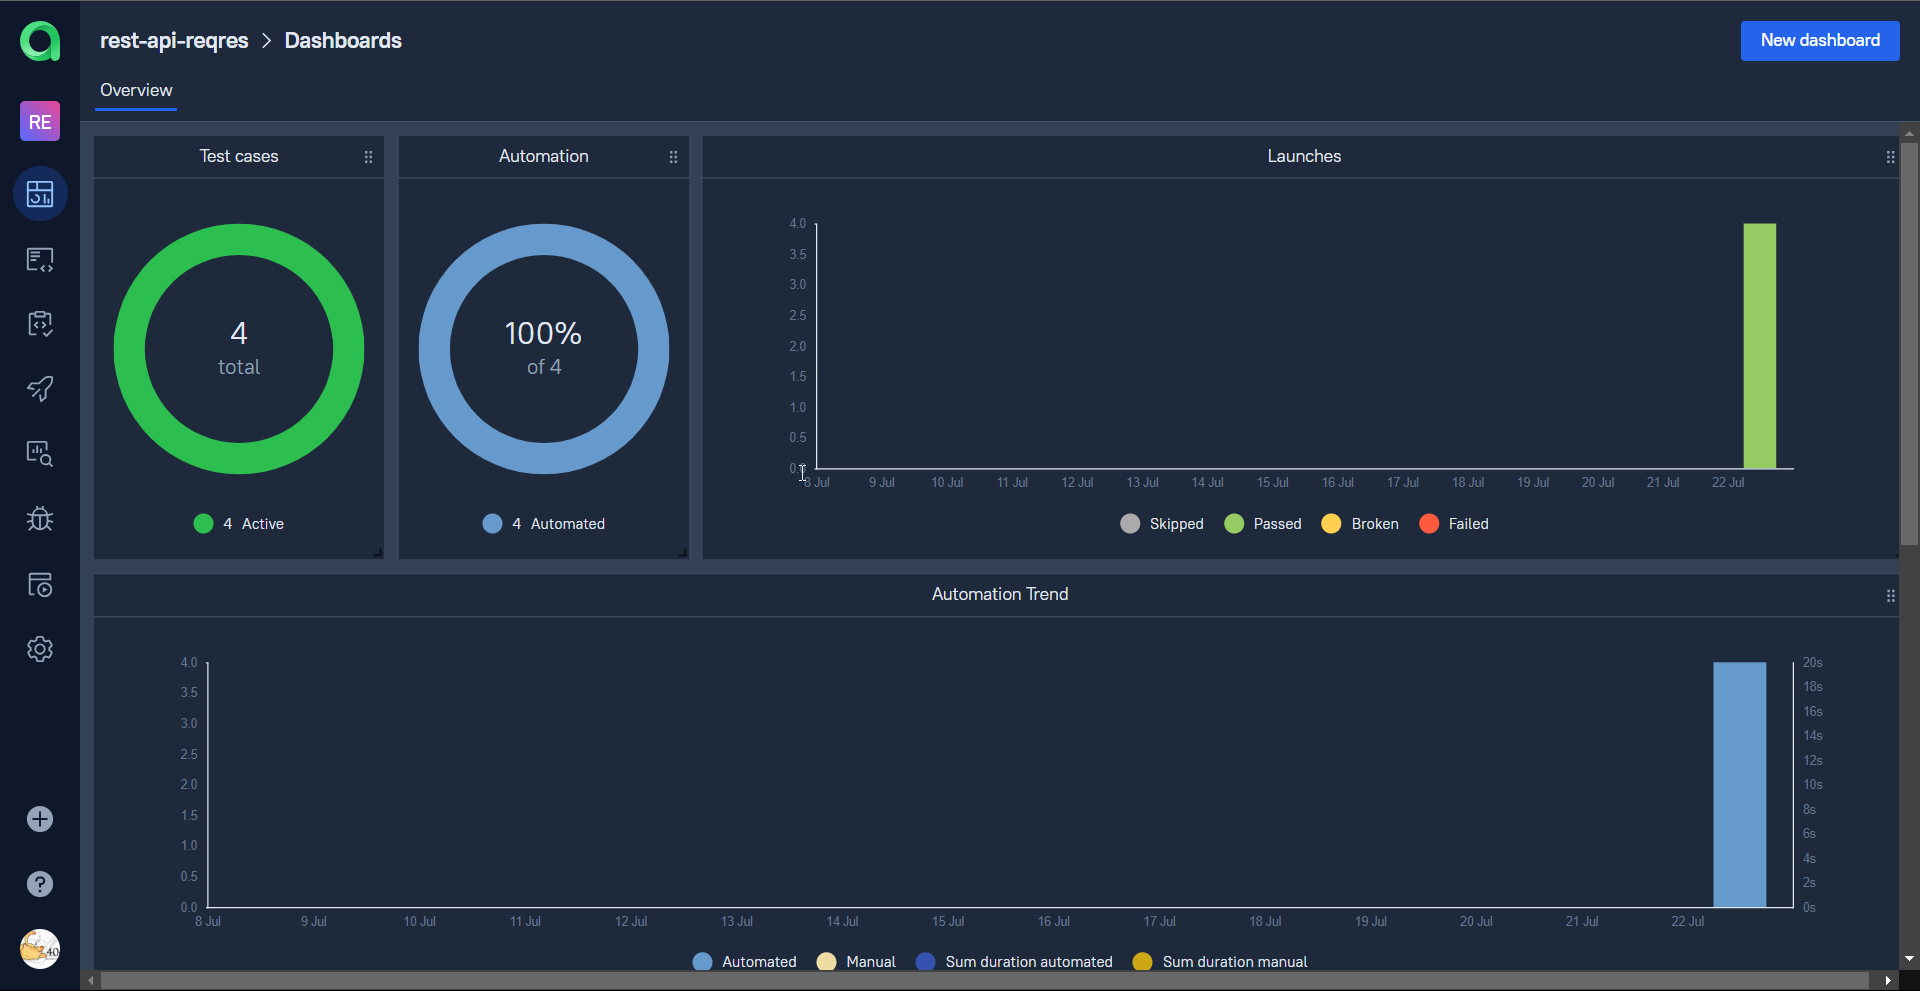 rest-api-reqres > Dashboards
New dashboard
Overview
RE
Test cases
4
total
4 Active
Automation
100%
of 4
4 Automated
Launches
4.0
3.5
3.0
2.5
2.0
1.5
1.0
0.5
0.0
8 Jul 9 Jul 10 Jul 11 Jul 12 Jul 13 Jul 14 Jul 15 Jul 16 Jul 17 Jul 18 Jul 19 Jul 20 Jul 21 Jul 22 Jul
Skipped Passed Broken Failed
Automation Trend
4.0
3.5
3.0
2.5
2.0
1.5
1.0
0.5
0.0
20s
18s
16s
14s
12s
10s
8s
6s
4s
2s
0s
8 Jul 9 Jul 10 Jul 11 Jul 12 Jul 13 Jul 14 Jul 15 Jul 16 Jul 17 Jul 18 Jul 19 Jul 20 Jul 21 Jul 22 Jul
Automated Manual Sum duration automated Sum duration manual
?
40